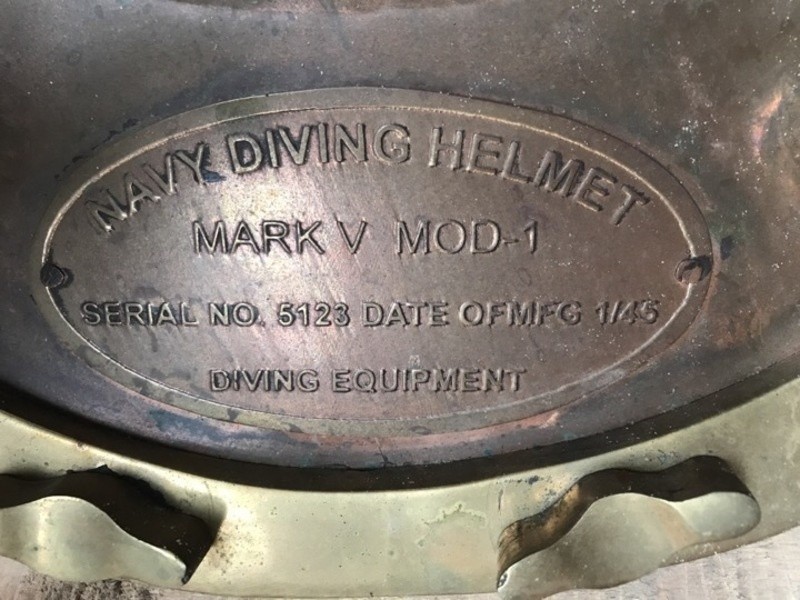 NAVY DIVING HELMET
MARK V MOD-1
SERIAL NO. 5123 DATE OFMFG 1/45
DIVING EQUIPMENT